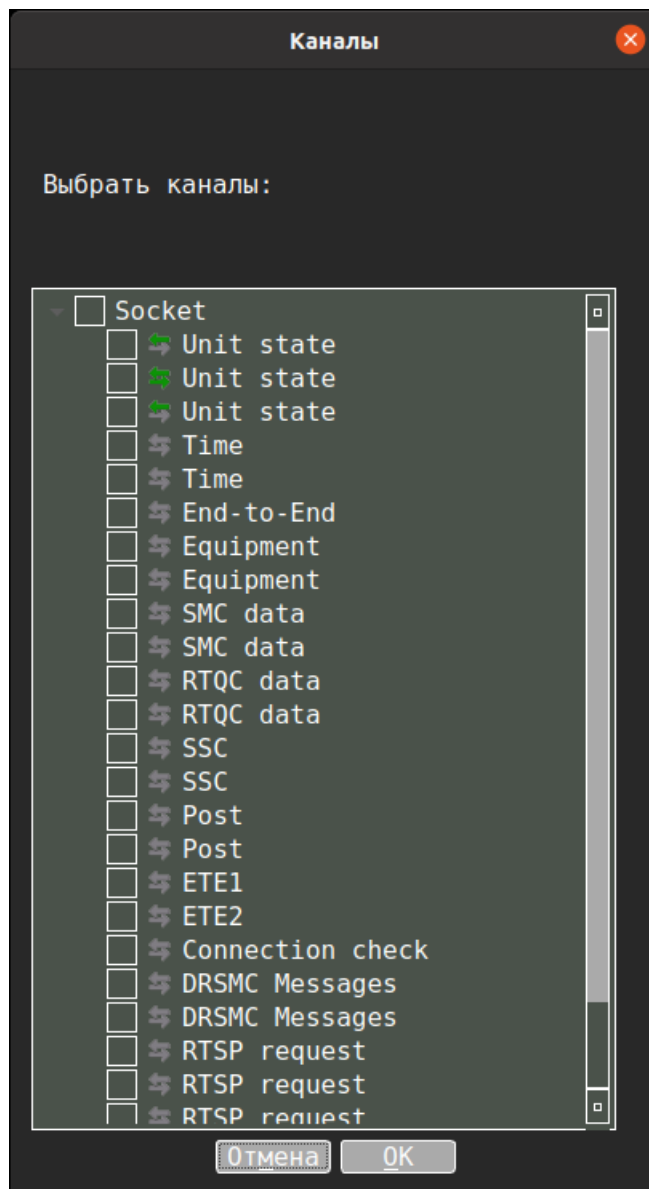 Каналы
Выбрать каналы:
Socket
Unit state
Unit state
Unit state
Time
Time
End-to-End
Equipment
Equipment
SMC data
SMC data
RTQC data
RTQC data
SSC
SSC
Post
Post
ETE1
ETE2
Connection check
DRSMC Messages
DRSMC Messages
RTSP request
RTSP request
RTSP request
Отмена OK